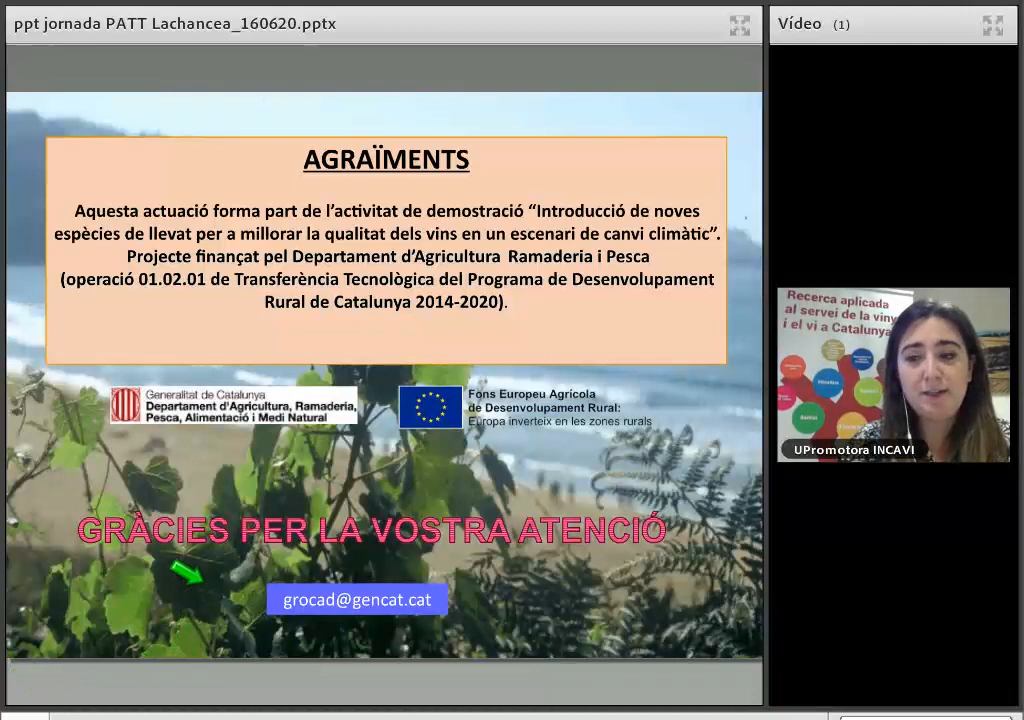 ppt jornada PATT Lachancea_160620.pptx
Vídeo (1)
AGRAÏMENTS
Aquesta actuació forma part de l’activitat de demostració “Introducció de noves
espècies de llevat per a millorar la qualitat dels vins en un escenari de canvi climàtic”.
Projecte finançat pel Departament d’Agricultura Ramaderia i Pesca
(operació 01.02.01 de Transferència Tecnològica del Programa de Desenvolupament
Rural de Catalunya 2014-2020).
Generalitat de Catalunya
Departament d'Agricultura, Ramaderia,
Pesca, Alimentació i Medi Natural
Fons Europeu Agrícola
de Desenvolupament Rural:
Europa inverteix en les zones rurals
GRÀCIES PER LA VOSTRA ATENCIÓ
grocad@gencat.cat
Recerca aplicada
al servei de la vinya
i el vi a Catalunya
UPromotora INCAVI